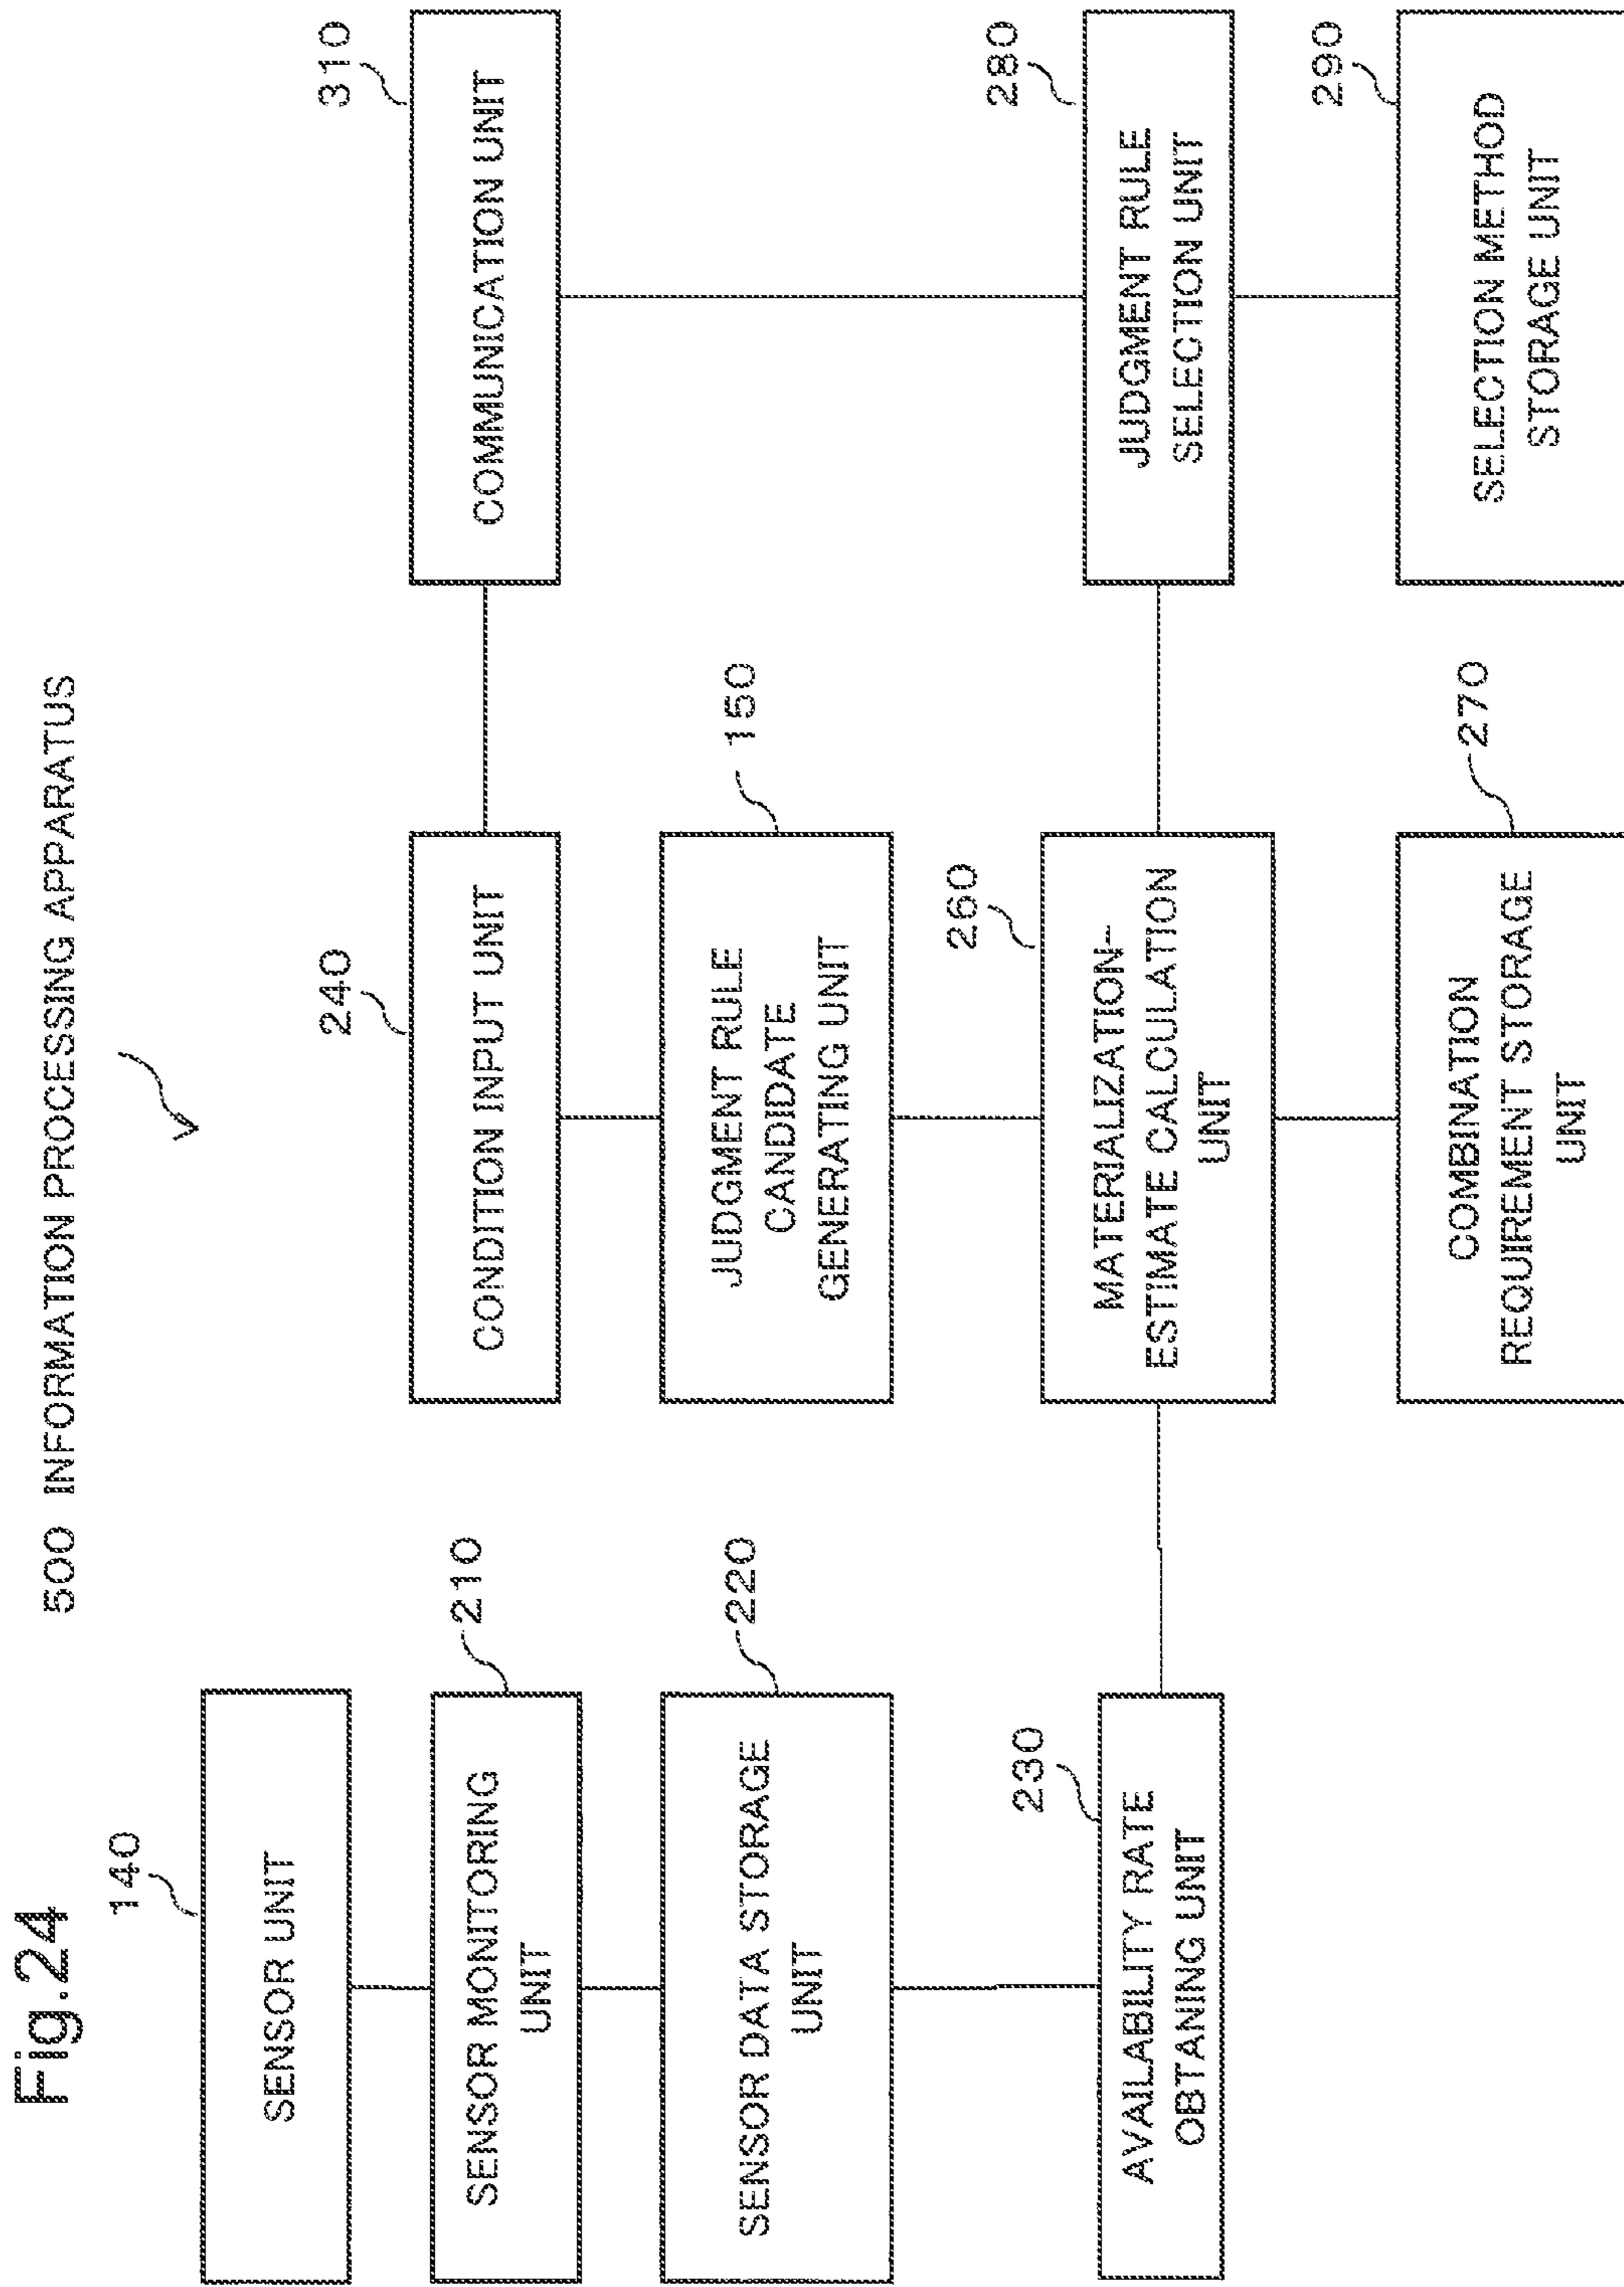 Fig.24
500 INFORMATION PROCESSING APPARATUS
140
SENSOR UNIT
210
SENSOR MONITORING
UNIT
220
SENSOR DATA STORAGE
UNIT
230
AVAILABILITY RATE
OBTANING UNIT
240
CONDITION INPUT UNIT
150
JUDGMENT RULE
CANDIDATE
GENERATING UNIT
260
MATERIALIZATION-
ESTIMATE CALCULATION
UNIT
270
COMBINATION
REQUIREMENT STORAGE
UNIT
310
COMMUNICATION UNIT
280
JUDGMENT RULE
SELECTION UNIT
290
SELECTION METHOD
STORAGE UNIT